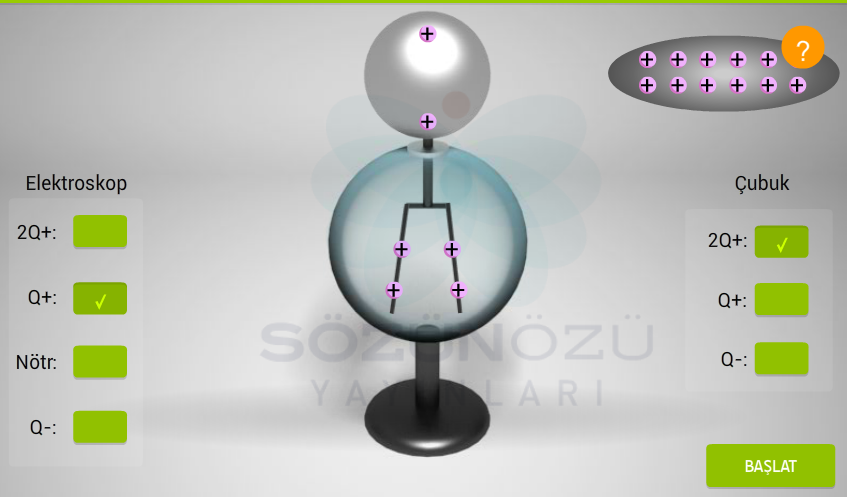 ?
Elektroskop
2Q+:
Q+: ✓
Nötr:
Q-:
Çubuk
2Q+: ✓
Q+:
Q-:
SÖZÜNÖZÜ
YAYINLARI
BAŞLAT